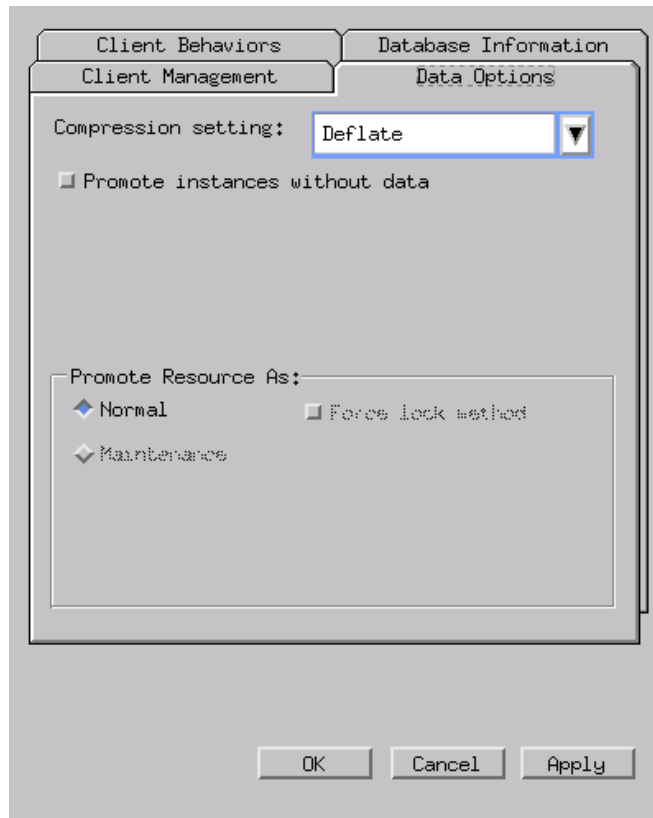 Client Behaviors
Database Information
Client Management
Data Options
Compression setting:
Deflate
Promote instances without data
Promote Resource As:
Normal
Force lock method
Maintenance
OK
Cancel
Apply